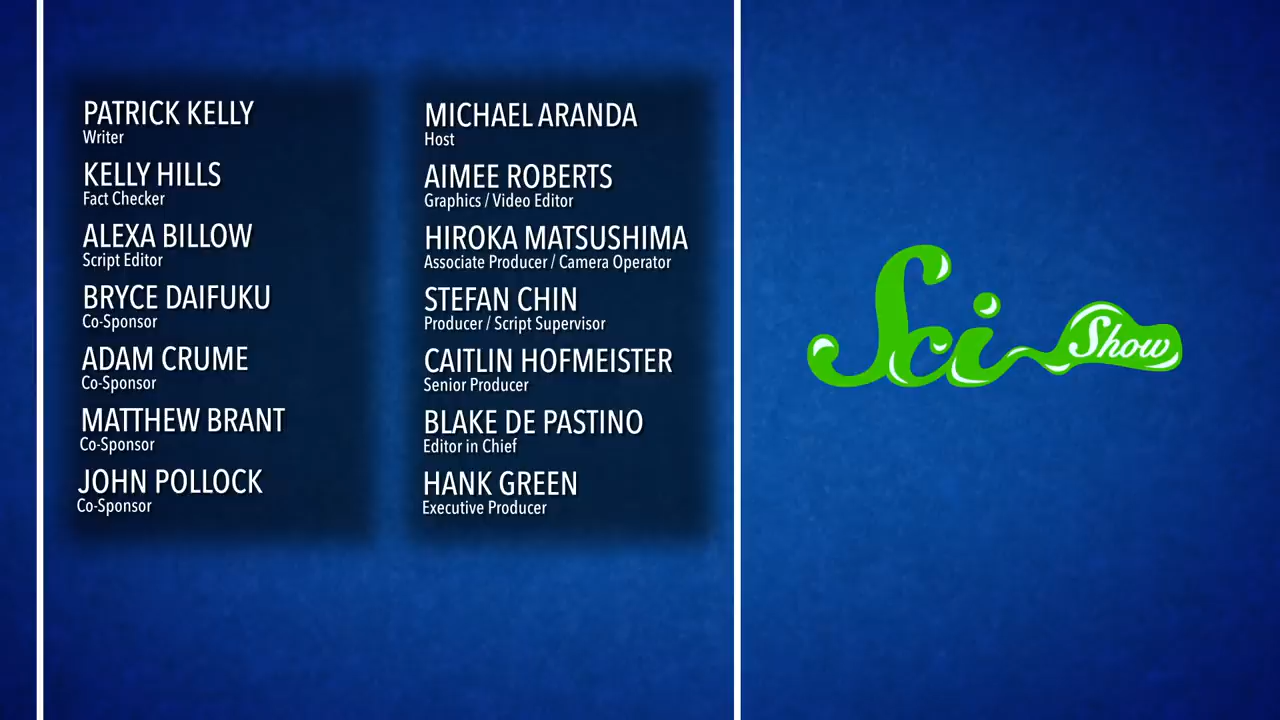 PATRICK KELLY
Writer
KELLY HILLS
Fact Checker
ALEXA BILLOW
Script Editor
BRYCE DAIFUKU
Co-Sponsor
ADAM CRUME
Co-Sponsor
MATTHEW BRANT
Co-Sponsor
JOHN POLLOCK
Co-Sponsor
MICHAEL ARANDA
Host
AIMEE ROBERTS
Graphics / Video Editor
HIROKA MATSUSHIMA
Associate Producer / Camera Operator
STEFAN CHIN
Producer / Script Supervisor
CAITLIN HOFMEISTER
Senior Producer
BLAKE DE PASTINO
Editor in Chief
HANK GREEN
Executive Producer
Sci Show